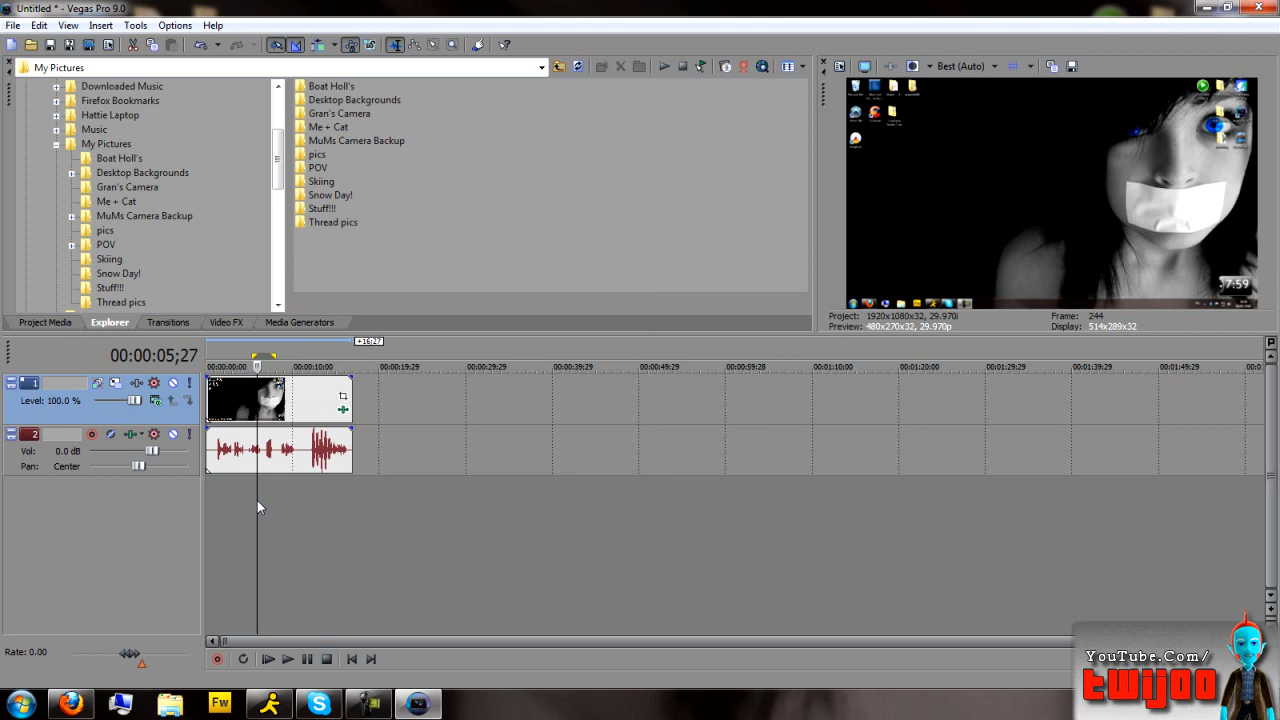 Untitled * - Vegas Pro 9.0
File Edit View Insert Tools Options Help
My Pictures
Best (Auto)
Downloaded Music
Firefox Bookmarks
Hattie Laptop
Music
My Pictures
Boat Holl's
Desktop Backgrounds
Gran's Camera
Me + Cat
MuMs Camera Backup
pics
POV
Skiing
Snow Day!
Stuff!!!
Thread pics
Boat Holl's
Desktop Backgrounds
Gran's Camera
Me + Cat
MuMs Camera Backup
pics
POV
Skiing
Snow Day!
Stuff!!!
Thread pics
7:59
Project: 1920x1080x32, 29.970i Frame: 244
Preview: 480x270x32, 29.970p Display: 514x289x32
Project Media Explorer Transitions Video FX Media Generators
00:00:05;27
+16;27
00:00:00:00 00:00:10:00 00:00:19:29 00:00:29:29 00:00:39:29 00:00:49:29 00:00:59:28 00:01:10:00 00:01:20:00 00:01:29:29 00:01:39:29 00:01:49:29 00:0
1
Level: 100.0 %
2
Vol: 0.0 dB
Pan: Center
Rate: 0.00
YouTube.Com/
twijoo
Fw